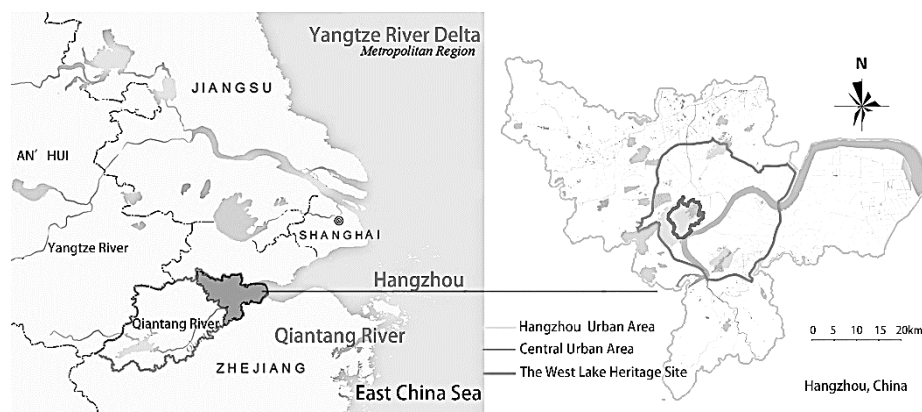 Yangtze River Delta
Metropolitan Region
JIANGSU
AN' HUI
SHANGHAI
Yangtze River
Hangzhou
Qiantang River
Qiantang River
ZHEJIANG
East China Sea
N
Hangzhou Urban Area
Central Urban Area
The West Lake Heritage Site
0 5 10 15 20km
Hangzhou, China